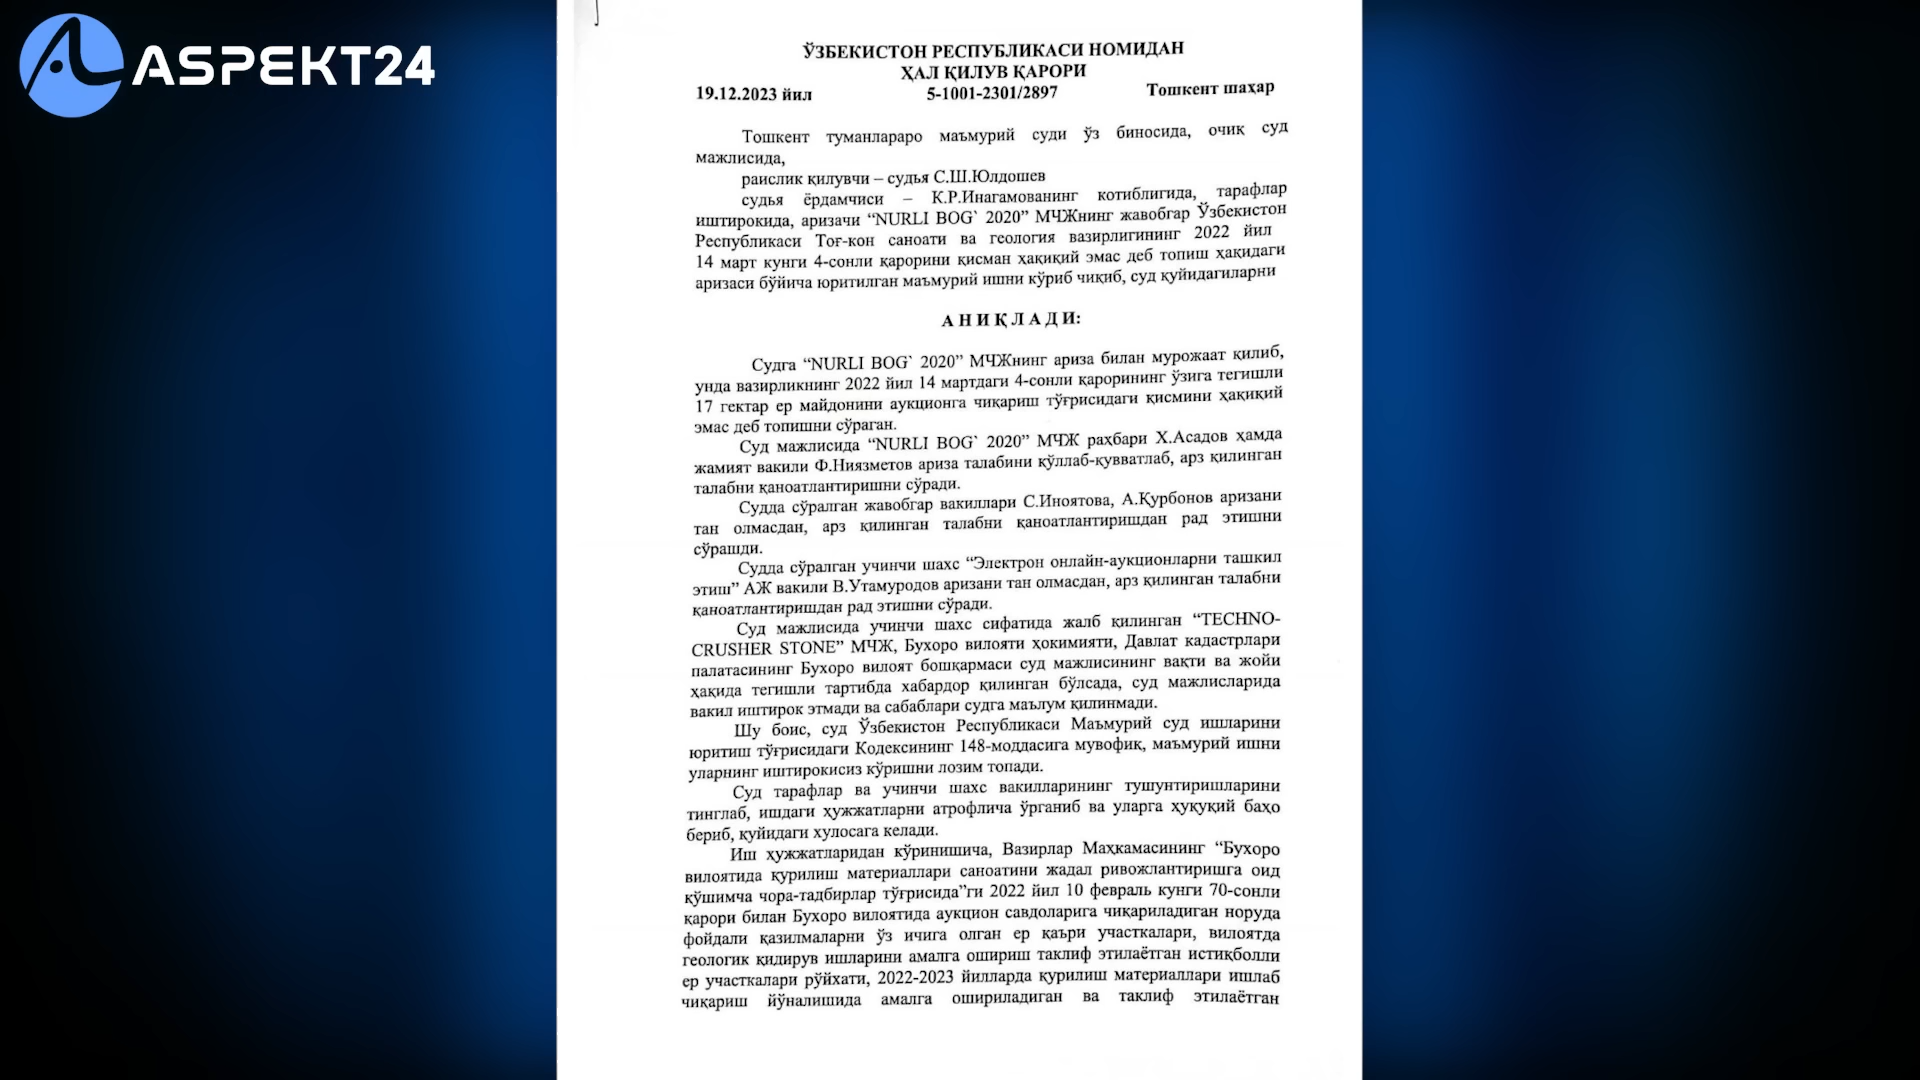 ASPEKT24
ЎЗБЕКИСТОН РЕСПУБЛИКАСИ НОМИДАН
ҲАЛ ҚИЛУВ ҚАРОРИ
19.12.2023 йил 5-1001-2301/2897 Тошкент шаҳар
Тошкент туманлараро маъмурий суди ўз биносида, очиқ суд
мажлисида,
раислик қилувчи – судья С.Ш.Юлдошев
судья ёрдамчиси – К.Р.Инагамованинг котиблигида, тарафлар
иштирокида, аризачи “NURLI BOG` 2020” МЧЖнинг жавобгар Ўзбекистон
Республикаси Тоғ-кон саноати ва геология вазирлигининг 2022 йил
14 март кунги 4-сонли қарорини қисман ҳақиқий эмас деб топиш ҳақидаги
аризаси бўйича юритилган маъмурий ишни кўриб чиқиб, суд қуйидагиларни
А Н И Қ Л А Д И:
Судга “NURLI BOG` 2020” МЧЖнинг ариза билан мурожаат қилиб,
унда вазирликнинг 2022 йил 14 мартдаги 4-сонли қарорининг ўзига тегишли
17 гектар ер майдонини аукционга чиқариш тўғрисидаги қисмини ҳақиқий
эмас деб топишни сўраган.
Суд мажлисида “NURLI BOG` 2020” МЧЖ раҳбари Х.Асадов ҳамда
жамият вакили Ф.Ниязметов ариза талабини қўллаб-қувватлаб, арз қилинган
талабни қаноатлантиришни сўради.
Судда сўралган жавобгар вакиллари С.Иноятова, А.Қурбонов аризани
тан олмасдан, арз қилинган талабни қаноатлантиришдан рад этишни
сўрашди.
Судда сўралган учинчи шахс “Электрон онлайн-аукционларни ташкил
этиш” АЖ вакили В.Утамуродов аризани тан олмасдан, арз қилинган талабни
қаноатлантиришдан рад этишни сўради.
Суд мажлисида учинчи шахс сифатида жалб қилинган “TECHNO-
CRUSHER STONE” МЧЖ, Бухоро вилояти ҳокимияти, Давлат кадастрлари
палатасининг Бухоро вилоят бошқармаси суд мажлисининг вақти ва жойи
ҳақида тегишли тартибда хабардор қилинган бўлсада, суд мажлисларида
вакил иштирок этмади ва сабаблари судга маълум қилинмади.
Шу боис, суд Ўзбекистон Республикаси Маъмурий суд ишларини
юритиш тўғрисидаги Кодексининг 148-моддасига мувофиқ, маъмурий ишни
уларнинг иштирокисиз кўришни лозим топади.
Суд тарафлар ва учинчи шахс вакилларининг тушунтиришларини
тинглаб, ишдаги ҳужжатларни атрофлича ўрганиб ва уларга ҳуқуқий баҳо
бериб, қуйидаги хулосага келади.
Иш ҳужжатларидан кўринишича, Вазирлар Маҳкамасининг “Бухоро
вилоятида қурилиш материаллари саноатини жадал ривожлантиришга оид
қўшимча чора-тадбирлар тўғрисида”ги 2022 йил 10 февраль кунги 70-сонли
қарори билан Бухоро вилоятида аукцион савдоларига чиқариладиган норуда
фойдали қазилмаларни ўз ичига олган ер қаъри участкалари, вилоятда
геологик қидирув ишларини амалга ошириш таклиф этилаётган истиқболли
ер участкалари рўйхати, 2022-2023 йилларда қурилиш материаллари ишлаб
чиқариш йўналишида амалга ошириладиган ва таклиф этилаётган